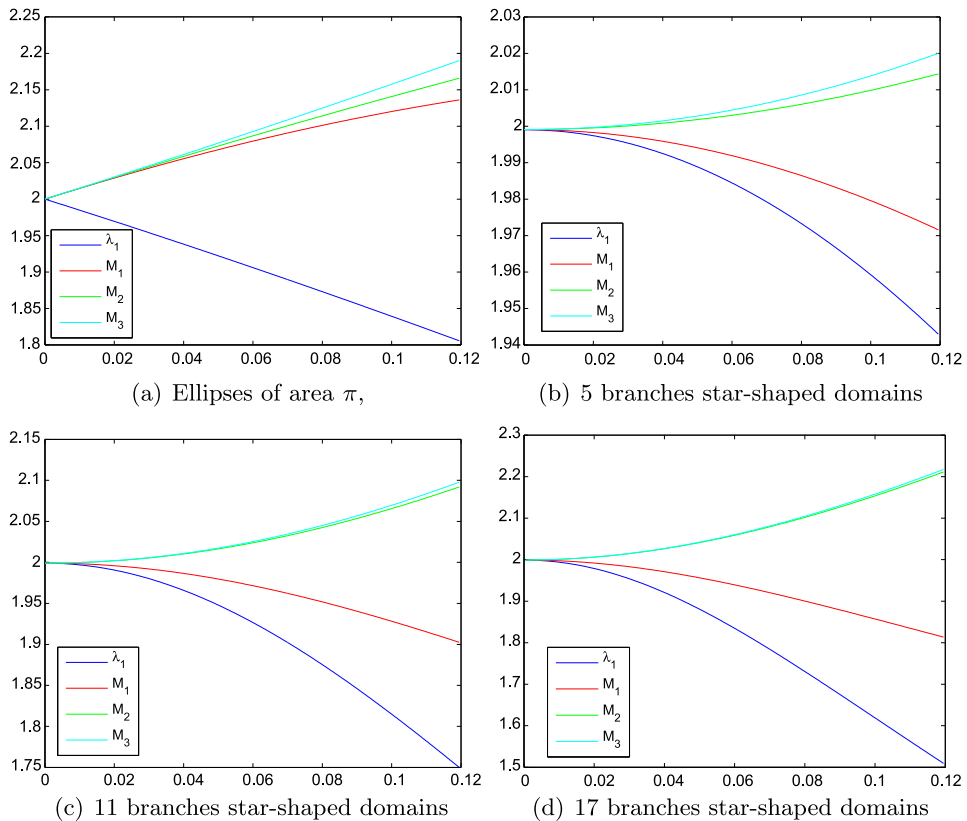 2.25
2.2
2.15
2.1
2.05
2
1.95
1.9
1.85
1.8
0 0.02 0.04 0.06 0.08 0.1 0.12
λ1
M1
M2
M3
(a) Ellipses of area π,
2.03
2.02
2.01
2
1.99
1.98
1.97
1.96
1.95
1.94
0 0.02 0.04 0.06 0.08 0.1 0.12
λ1
M1
M2
M3
(b) 5 branches star-shaped domains
2.15
2.1
2.05
2
1.95
1.9
1.85
1.8
1.75
0 0.02 0.04 0.06 0.08 0.1 0.12
λ1
M1
M2
M3
(c) 11 branches star-shaped domains
2.3
2.2
2.1
2
1.9
1.8
1.7
1.6
1.5
0 0.02 0.04 0.06 0.08 0.1 0.12
λ1
M1
M2
M3
(d) 17 branches star-shaped domains